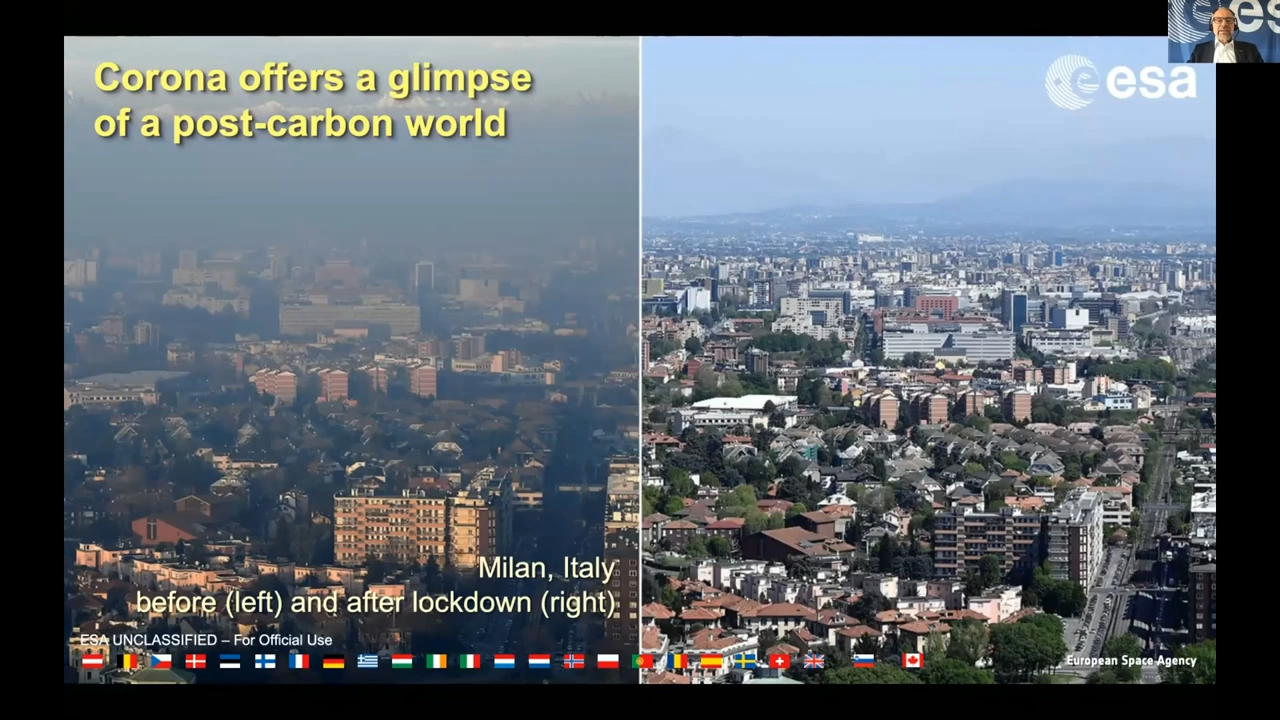 Corona offers a glimpse
of a post-carbon world
esa
es
Milan, Italy
before (left) and after lockdown (right)
ESA UNCLASSIFIED – For Official Use
European Space Agency